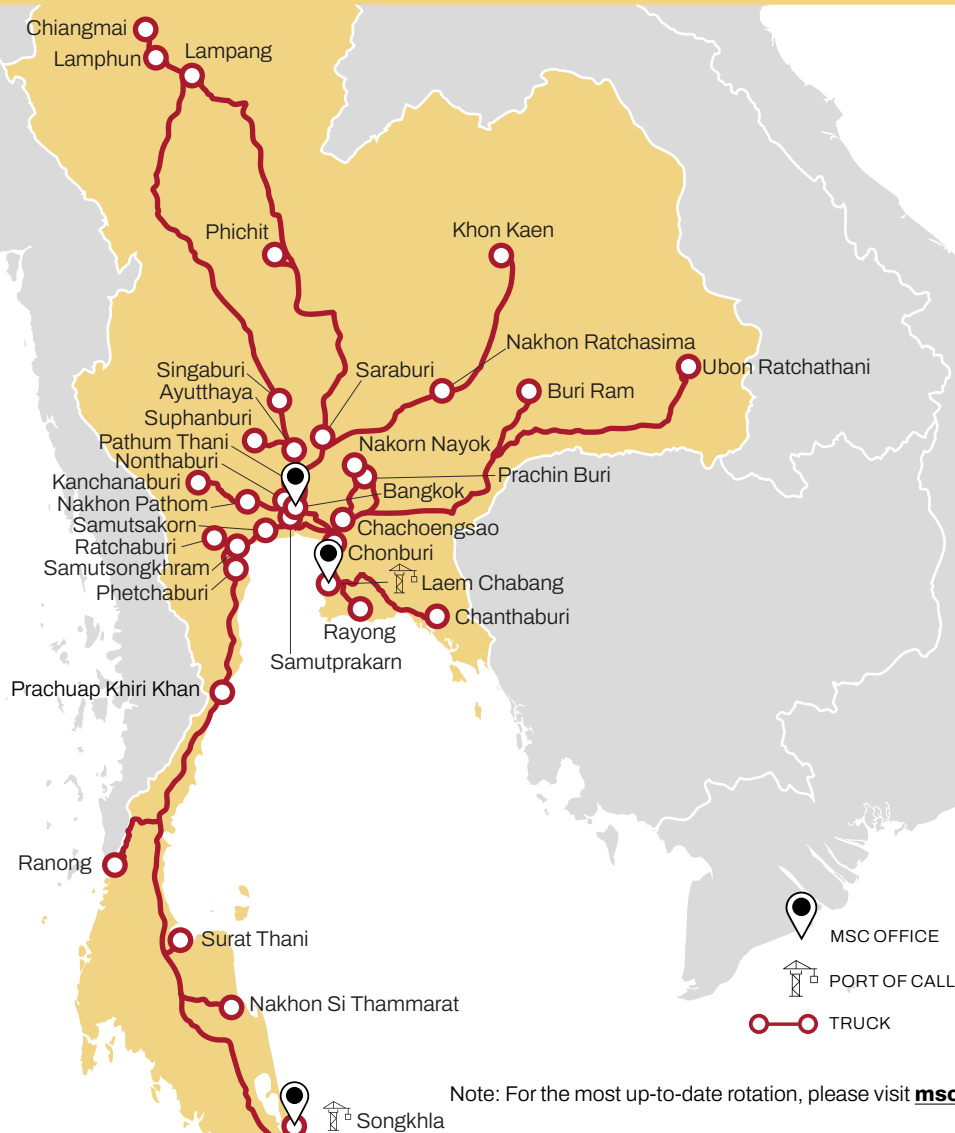 Chiangmai
Lamphun
Lampang
Phichit
Khon Kaen
Nakhon Ratchasima
Singaburi
Saraburi
Ubon Ratchathani
Ayutthaya
Buri Ram
Suphanburi
Pathum Thani
Nakorn Nayok
Nonthaburi
Kanchanaburi
Prachin Buri
Bangkok
Nakhon Pathom
Samutsakorn
Chachoengsao
Ratchaburi
Chonburi
Samutsongkhram
Laem Chabang
Phetchaburi
Chanthaburi
Rayong
Samutprakarn
Prachuap Khiri Khan
Ranong
Surat Thani
MSC OFFICE
PORT OF CALL
Nakhon Si Thammarat
TRUCK
Note: For the most up-to-date rotation, please visit msc
Songkhla